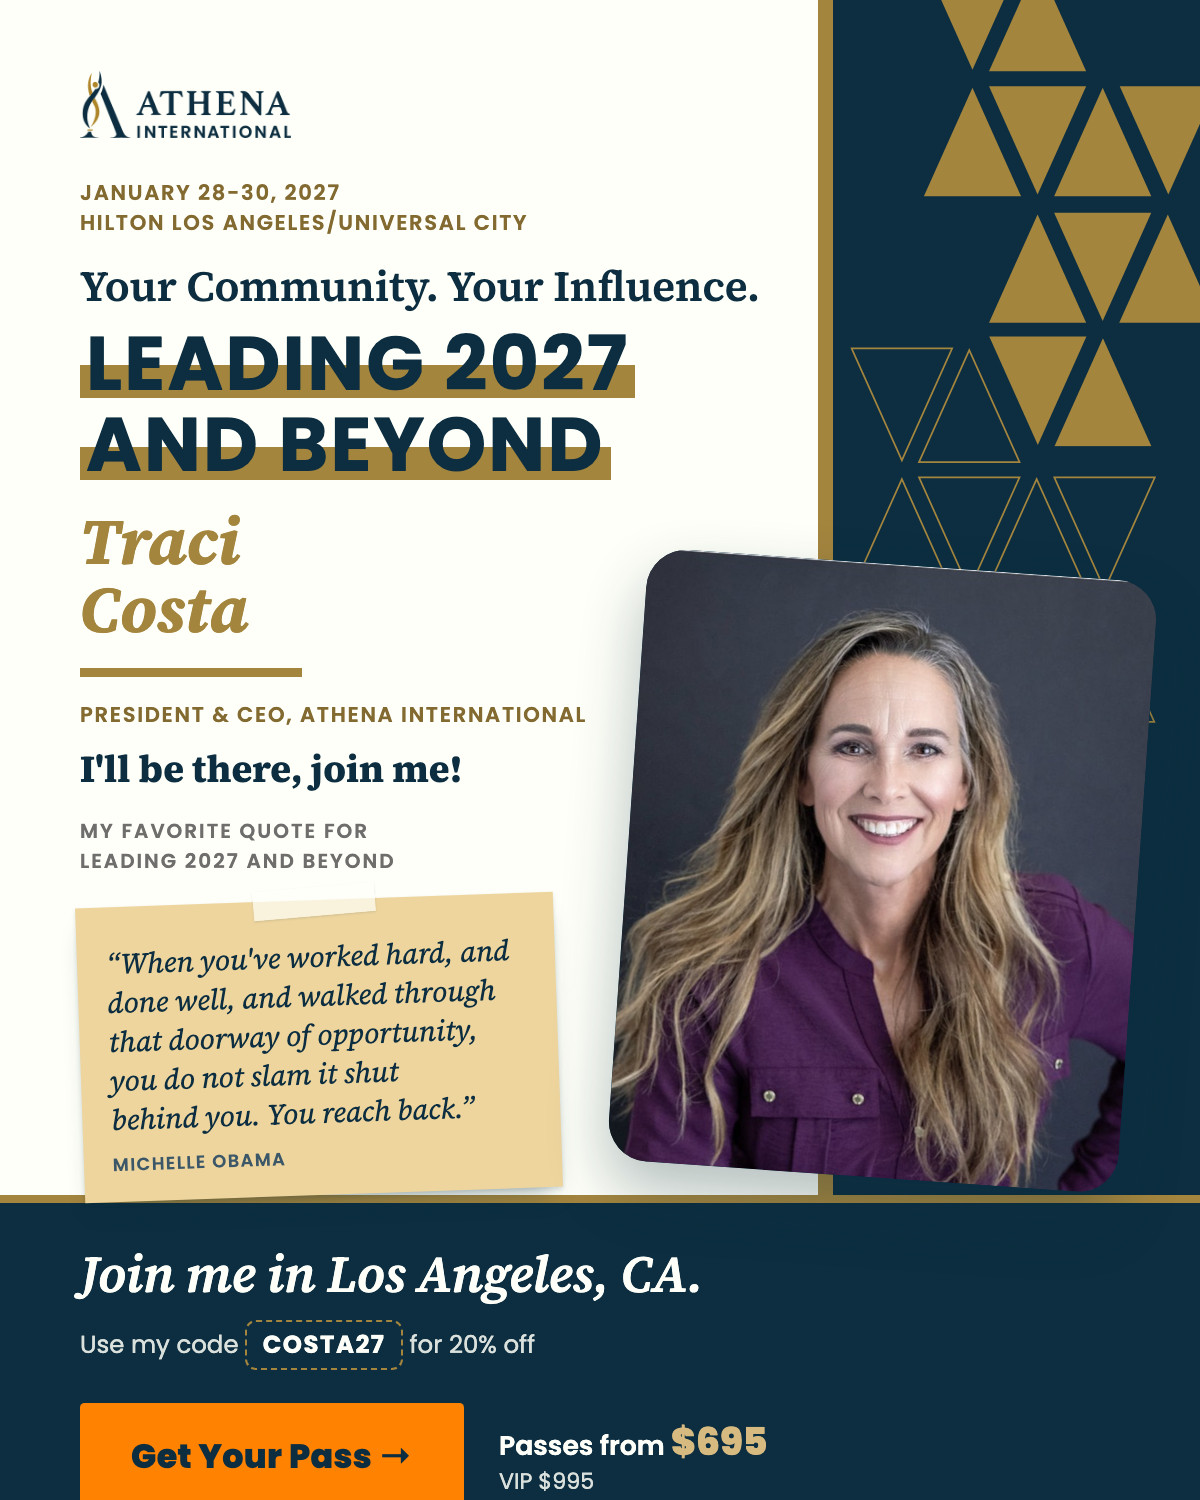 ATHENA
INTERNATIONAL
JANUARY 28-30, 2027
HILTON LOS ANGELES/UNIVERSAL CITY
Your Community. Your Influence.
LEADING 2027
AND BEYOND
Traci
Costa
PRESIDENT & CEO, ATHENA INTERNATIONAL
I'll be there, join me!
MY FAVORITE QUOTE FOR
LEADING 2027 AND BEYOND
“When you've worked hard, and
done well, and walked through
that doorway of opportunity,
you do not slam it shut
behind you. You reach back.”
MICHELLE OBAMA
Join me in Los Angeles, CA.
Use my code COSTA27 for 20% off
Get Your Pass →
Passes from $695
VIP $995